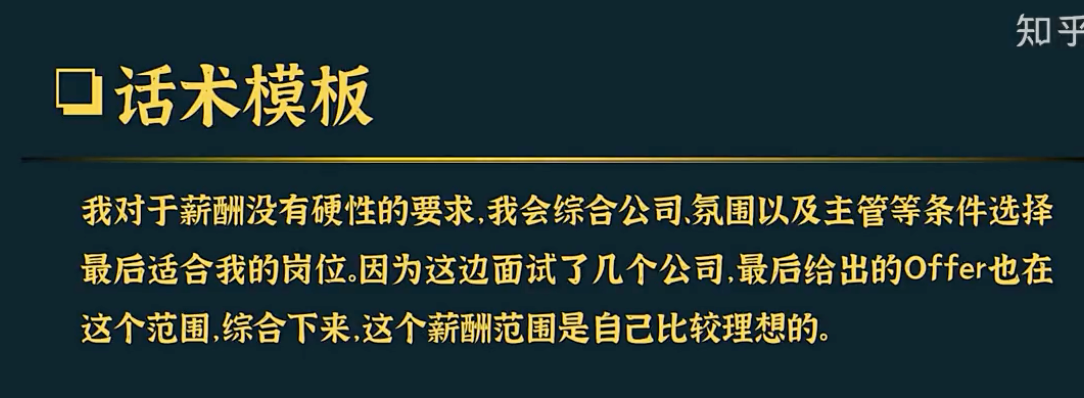 知乎
话术模板
我对于薪酬没有硬性的要求,我会综合公司、氛围以及主管等条件选择
最后适合我的岗位。因为这边面试了几个公司,最后给出的Offer也在
这个范围,综合下来,这个薪酬范围是自己比较理想的。